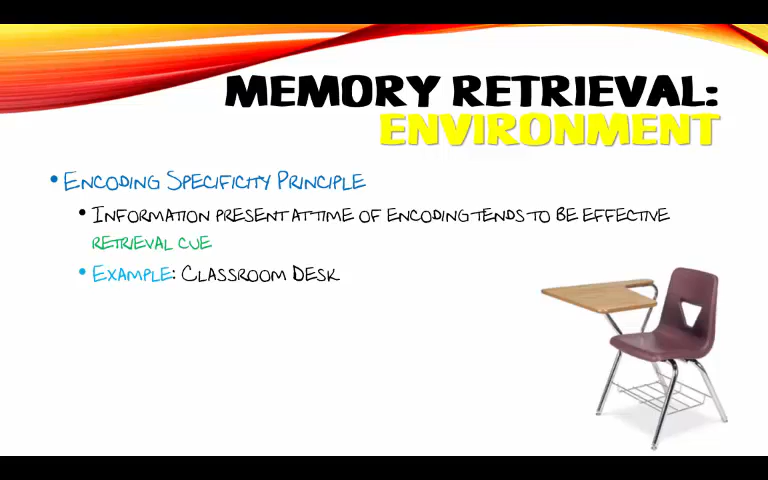 MEMORY RETRIEVAL:
ENVIRONMENT
• ENCODING SPECIFICITY PRINCIPLE
• INFORMATION PRESENT AT TIME OF ENCODING TENDS TO BE EFFECTIVE
RETRIEVAL CUE
• EXAMPLE: CLASSROOM DESK